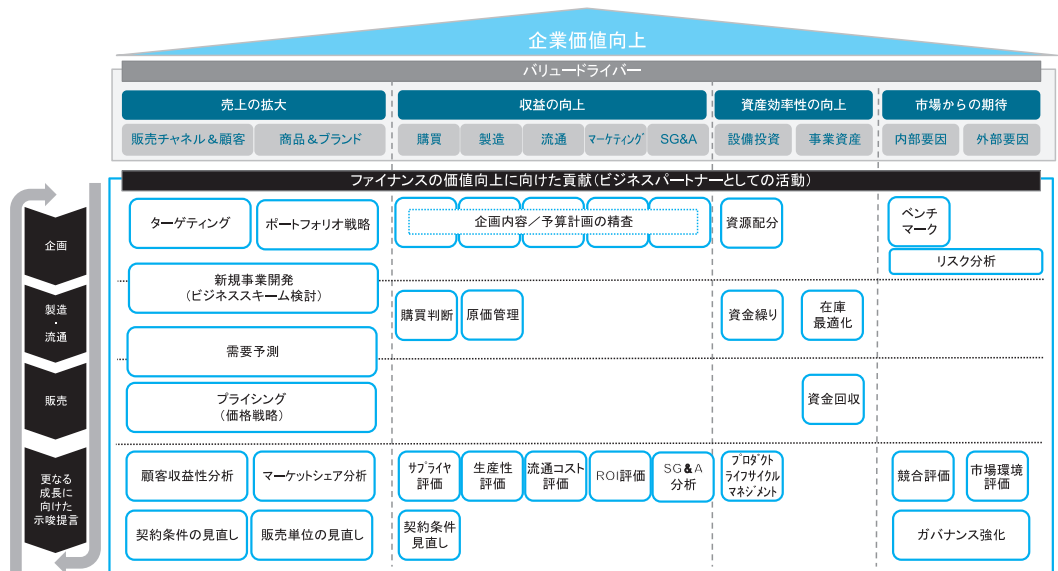 企業価値向上
バリュードライバー
売上の拡大
収益の向上
資産効率性の向上
市場からの期待
販売チャネル＆顧客
商品＆ブランド
購買
製造
流通
マーケティング
SG&A
設備投資
事業資産
内部要因
外部要因
ファイナンスの価値向上に向けた貢献(ビジネスパートナーとしての活動)
企画
ターゲティング
ポートフォリオ戦略
企画内容／予算計画の精査
資源配分
ベンチ
マーク
リスク分析
新規事業開発
(ビジネススキーム検討)
製造
・
流通
購買判断
原価管理
資金繰り
在庫
最適化
需要予測
販売
プライシング
(価格戦略)
資金回収
更なる
成長に
向けた
示唆提言
顧客収益性分析
マーケットシェア分析
サプライヤ
評価
生産性
評価
流通コスト
評価
ROI評価
SG&A
分析
プロダクト
ライフサイクル
マネジメント
競合評価
市場環境
評価
契約条件の見直し
販売単位の見直し
契約条件
見直し
ガバナンス強化